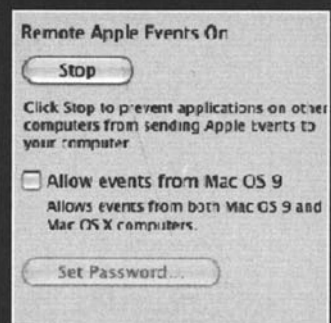 Remote Apple Events On
Stop
Click Stop to prevent applications on other
computers from sending Apple Events to
your computer
Allow events from Mac OS 9
Allows events from both Mac OS 9 and
Mac OS X computers.
Set Password...